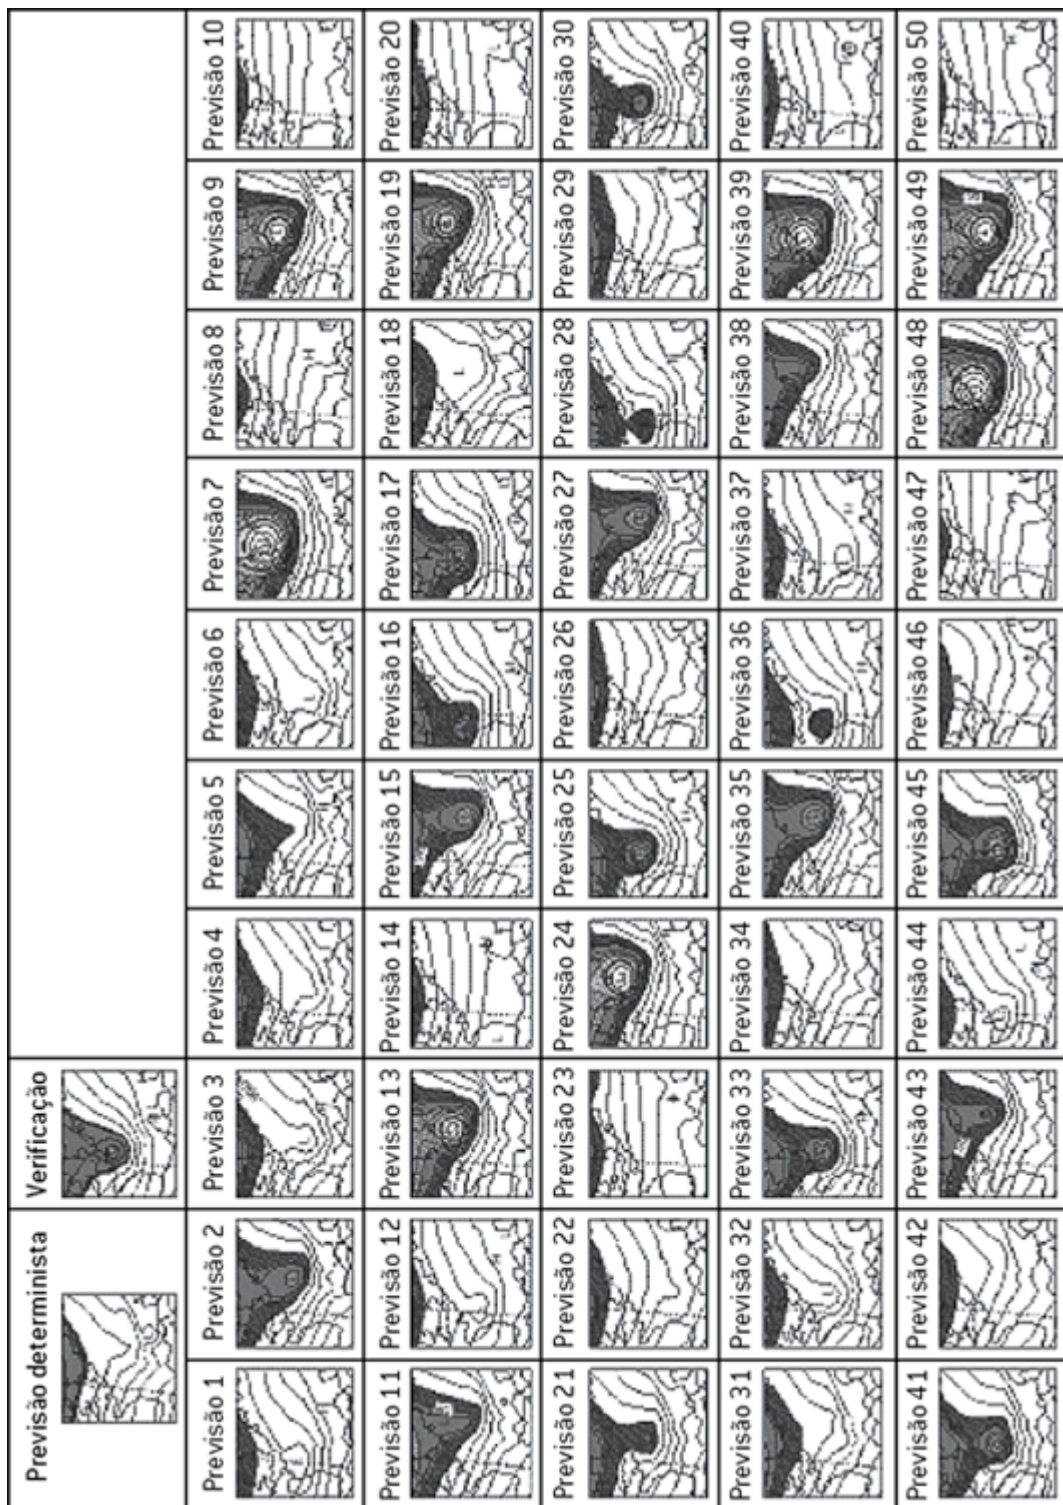 Previsão determinista
Verificação
Previsão 1
Previsão 2
Previsão 3
Previsão 4
Previsão 5
Previsão 6
Previsão 7
Previsão 8
Previsão 9
Previsão 10
Previsão 11
Previsão 12
Previsão 13
Previsão 14
Previsão 15
Previsão 16
Previsão 17
Previsão 18
Previsão 19
Previsão 20
Previsão 21
Previsão 22
Previsão 23
Previsão 24
Previsão 25
Previsão 26
Previsão 27
Previsão 28
Previsão 29
Previsão 30
Previsão 31
Previsão 32
Previsão 33
Previsão 34
Previsão 35
Previsão 36
Previsão 37
Previsão 38
Previsão 39
Previsão 40
Previsão 41
Previsão 42
Previsão 43
Previsão 44
Previsão 45
Previsão 46
Previsão 47
Previsão 48
Previsão 49
Previsão 50